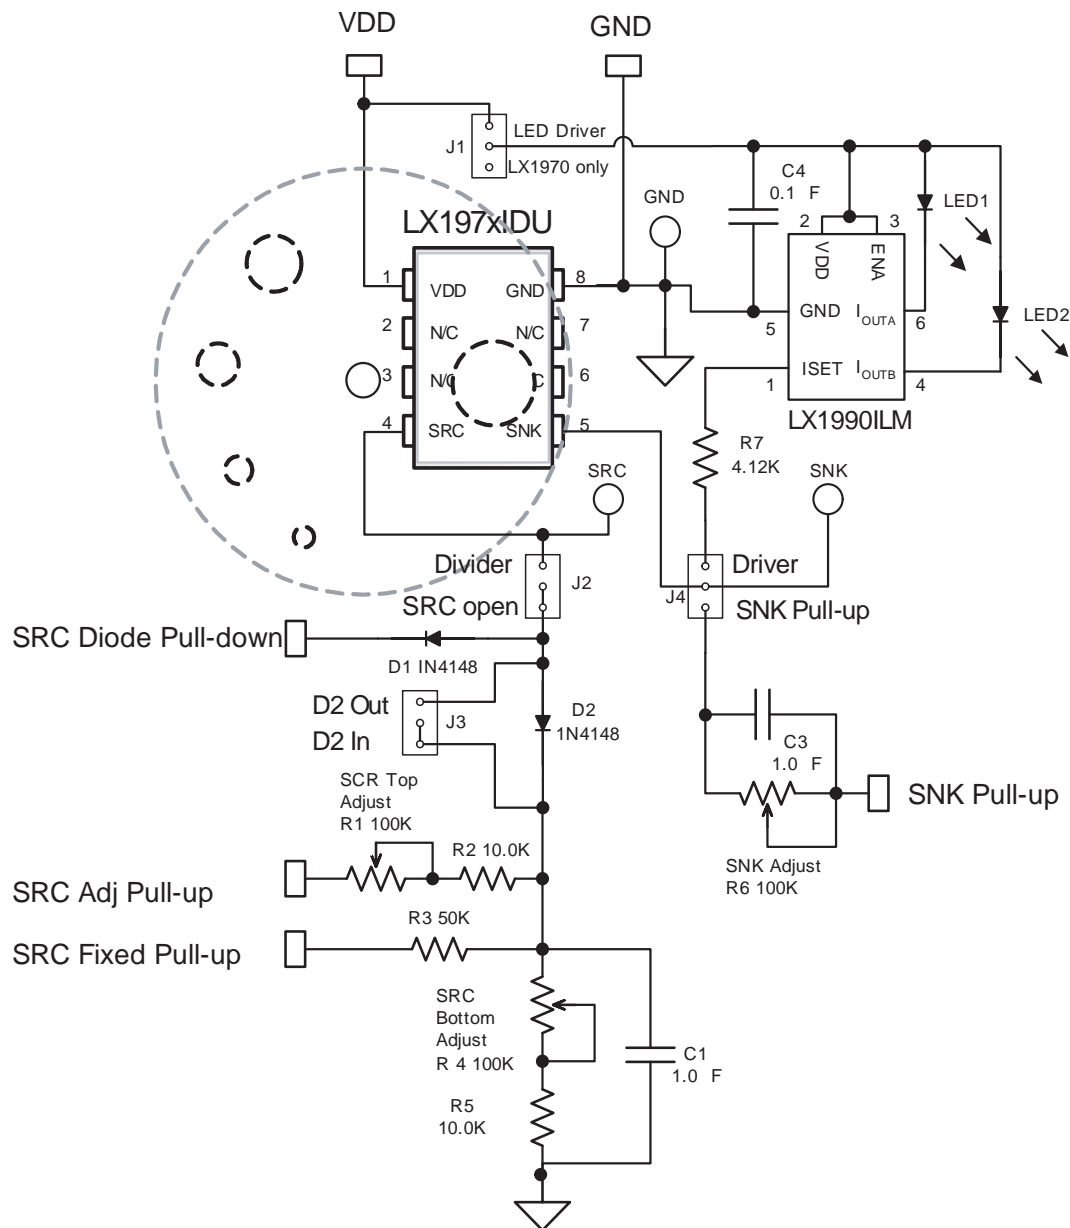 VDD
GND
LED Driver
J1
LX1970 only
C4
0.1 F
GND
LED1
LX197xIDU
2
3
VDD
ENA
1
VDD
GND
8
GND
I OUTA
5
6
LED2
2
N/C
N/C
7
3
N/C
C
6
ISET
I OUTB
1
4
4
SRC
SNK
5
LX1990ILM
R7
4.12K
SRC
SNK
Divider
J2
Driver
SRC open
J4
SNK Pull-up
SRC Diode Pull-down
D1 IN4148
D2 Out
J3
D2
1N4148
D2 In
C3
1.0 F
SCR Top
Adjust
R1 100K
SNK Pull-up
R2 10.0K
SNK Adjust
R6 100K
SRC Adj Pull-up
R3 50K
SRC Fixed Pull-up
SRC
Bottom
Adjust
R 4 100K
C1
1.0 F
R5
10.0K